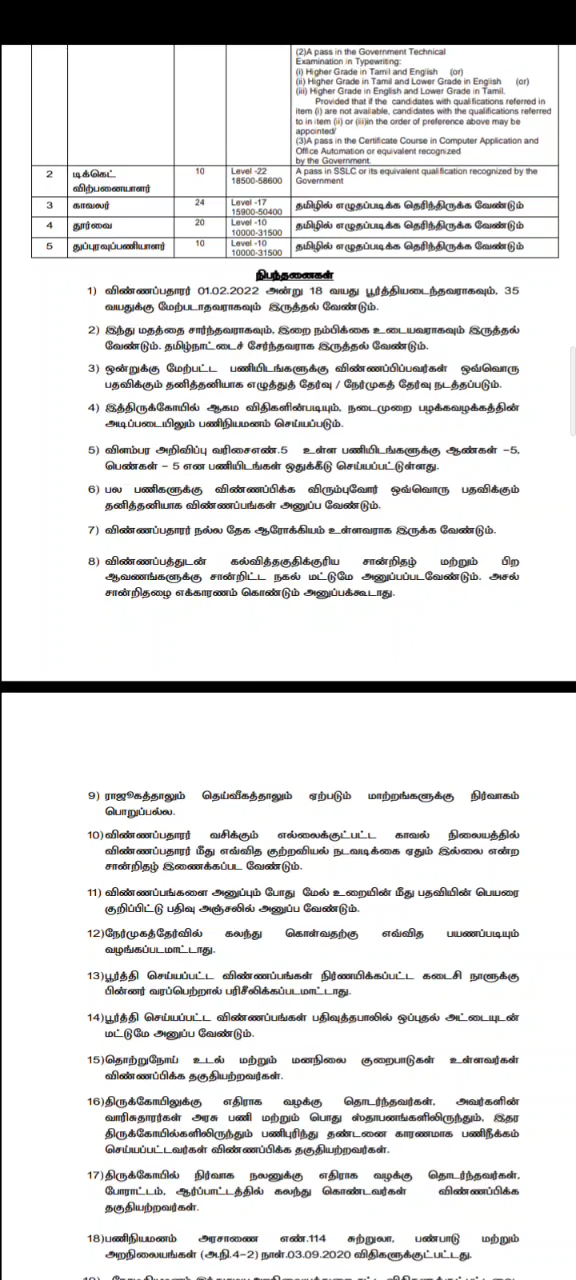 (2)A pass in the Government Technical
Examination in Typewriting:
(i) Higher Grade in Tamil and English (or)
(ii) Higher Grade in Tamil and Lower Grade in English (or)
(iii) Higher Grade in English and Lower Grade in Tamil.
Provided that if the candidates with qualifications referred in
item (i) are not available, candidates with the qualifications referred
to in item (ii) or (iii)in the order of preference above may be
appointed/
(3)A pass in the Certificate Course in Computer Application and
Office Automation or equivalent recognized
by the Government.
2 டிக்கெட் விற்பனையாளர் 10 Level -22 18500-58600 A pass in SSLC or its equivalent qualification recognized by the Government
3 காவலர் 24 Level -17 15900-50400 தமிழில் எழுதப்படிக்க தெரிந்திருக்க வேண்டும்
4 தூர்வை 20 Level -10 10000-31500 தமிழில் எழுதப்படிக்க தெரிந்திருக்க வேண்டும்
5 துப்புரவுப்பணியாளர் 10 Level -10 10000-31500 தமிழில் எழுதப்படிக்க தெரிந்திருக்க வேண்டும்
நிபந்தனைகள்
1) விண்ணப்பதாரர் 01.02.2022 அன்று 18 வயது பூர்த்தியடைந்தவராகவும், 35
வயதுக்கு மேற்படாதவராகவும் இருத்தல் வேண்டும்.
2) இந்து மதத்தை சார்ந்தவராகவும், இறை நம்பிக்கை உடையவராகவும் இருத்தல்
வேண்டும். தமிழ்நாட்டைச் சேர்ந்தவராக இருத்தல் வேண்டும்.
3) ஒன்றுக்கு மேற்பட்ட பணியிடங்களுக்கு விண்ணப்பிப்பவர்கள் ஒவ்வொரு
பதவிக்கும் தனித்தனியாக எழுத்துத் தேர்வு / நேர்முகத் தேர்வு நடத்தப்படும்.
4) இத்திருக்கோயில் ஆகம விதிகளின்படியும், நடைமுறை பழக்கவழக்கத்தின்
அடிப்படையிலும் பணிநியமனம் செய்யப்படும்.
5) விளம்பர அறிவிப்பு வரிசைஎண்.5 உள்ள பணியிடங்களுக்கு ஆண்கள் -5,
பெண்கள் - 5 என பணியிடங்கள் ஒதுக்கீடு செய்யப்பட்டுள்ளது.
6) பல பணிகளுக்கு விண்ணப்பிக்க விரும்புவோர் ஒவ்வொரு பதவிக்கும்
தனித்தனியாக விண்ணப்பங்கள் அனுப்ப வேண்டும்.
7) விண்ணப்பதாரர் நல்ல தேக ஆரோக்கியம் உள்ளவராக இருக்க வேண்டும்.
8) விண்ணப்பத்துடன் கல்வித்தகுதிக்குரிய சான்றிதழ் மற்றும் பிற
ஆவணங்களுக்கு சான்றிட்ட நகல் மட்டுமே அனுப்பப்படவேண்டும். அசல்
சான்றிதழை எக்காரணம் கொண்டும் அனுப்பக்கூடாது.
9) ராஜூகத்தாலும் தெய்வீகத்தாலும் ஏற்படும் மாற்றங்களுக்கு நிர்வாகம்
பொறுப்பல்ல.
10)விண்ணப்பதாரர் வசிக்கும் எல்லைக்குட்பட்ட காவல் நிலையத்தில்
விண்ணப்பதாரர் மீது எவ்வித குற்றவியல் நடவடிக்கை ஏதும் இல்லை என்ற
சான்றிதழ் இணைக்கப்பட வேண்டும்.
11) விண்ணப்பங்களை அனுப்பும் போது மேல் உறையின் மீது பதவியின் பெயரை
குறிப்பிட்டு பதிவு அஞ்சலில் அனுப்ப வேண்டும்.
12)நேர்முகத்தேர்வில் கலந்து கொள்வதற்கு எவ்வித பயணப்படியும்
வழங்கப்படமாட்டாது.
13)பூர்த்தி செய்யப்பட்ட விண்ணப்பங்கள் நிர்ணயிக்கப்பட்ட கடைசி நாளுக்கு
பின்னர் வரப்பெற்றால் பரிசீலிக்கப்படமாட்டாது.
14)பூர்த்தி செய்யப்பட்ட விண்ணப்பங்கள் பதிவுத்தபாலில் ஒப்புதல் அட்டையுடன்
மட்டுமே அனுப்ப வேண்டும்.
15)தொற்றுநோய் உடல் மற்றும் மனநிலை குறைபாடுகள் உள்ளவர்கள்
விண்ணப்பிக்க தகுதியற்றவர்கள்.
16)திருக்கோயிலுக்கு எதிராக வழக்கு தொடர்ந்தவர்கள், அவர்களின்
வாரிசுதாரர்கள் அரசு பணி மற்றும் பொது ஸ்தாபனங்களிலிருந்தும், இதர
திருக்கோயில்களிலிருந்தும் பணிபுரிந்து தண்டனை காரணமாக பணிநீக்கம்
செய்யப்பட்டவர்கள் விண்ணப்பிக்க தகுதியற்றவர்கள்.
17)திருக்கோயில் நிர்வாக நலனுக்கு எதிராக வழக்கு தொடர்ந்தவர்கள்,
போராட்டம், ஆர்ப்பாட்டத்தில் கலந்து கொண்டவர்கள் விண்ணப்பிக்க
தகுதியற்றவர்கள்.
18)பணிநியமனம் அரசாணை எண்.114 சுற்றுலா, பண்பாடு மற்றும்
அறநிலையங்கள் (அ.நி.4-2) நாள்.03.09.2020 விதிகளுக்குட்பட்டது.